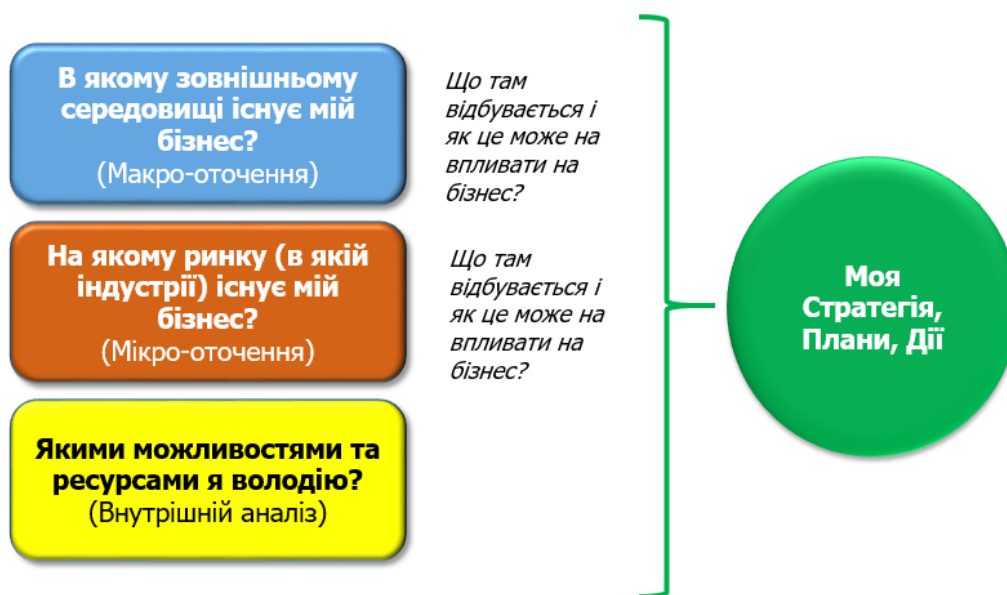 В якому зовнішньому
середовищі існує мій
бізнес?
(Макро-оточення)
Що там
відбувається і
як це може на
впливати на
бізнес?
На якому ринку (в якій
індустрії) існує мій
бізнес?
(Мікро-оточення)
Що там
відбувається і
як це може на
впливати на
бізнес?
Якими можливостями та
ресурсами я володію?
(Внутрішній аналіз)
Моя
Стратегія,
Плани, Дії